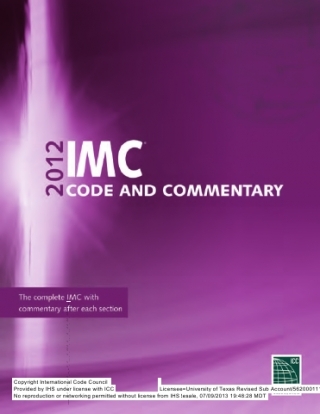 2012 IMC
CODE AND COMMENTARY
The complete IMC with
commentary after each section
ICC
Copyright International Code Council
Provided by IHS under license with ICC
Licensee=University of Texas Revised Sub Account/5620001114
No reproduction or networking permitted without license from IHS
Not for Resale, 07/09/2013 19:48:28 MDT